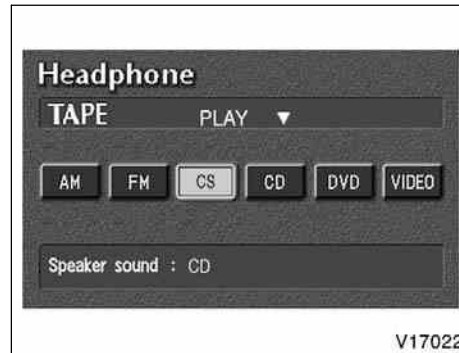 Headphone
TAPE PLAY ▼
AM FM CS CD DVD VIDEO
Speaker sound : CD
V17022